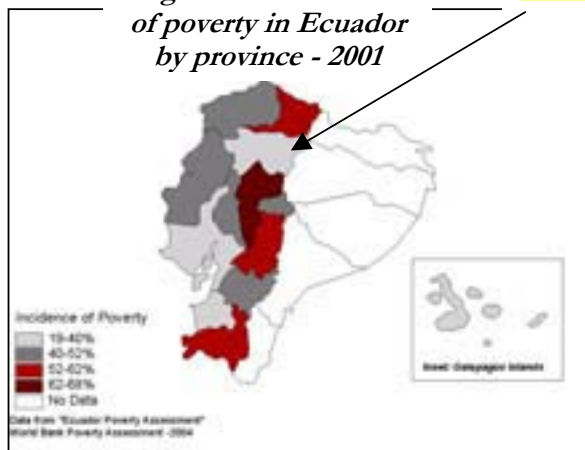 of poverty in Ecuador
by province - 2001
Incidence of Poverty
19-40%
40-52%
52-62%
62-68%
No Data
Inset: Galapagos Islands
Data from "Ecuador Poverty Assessment"
World Bank Poverty Assessment -2004